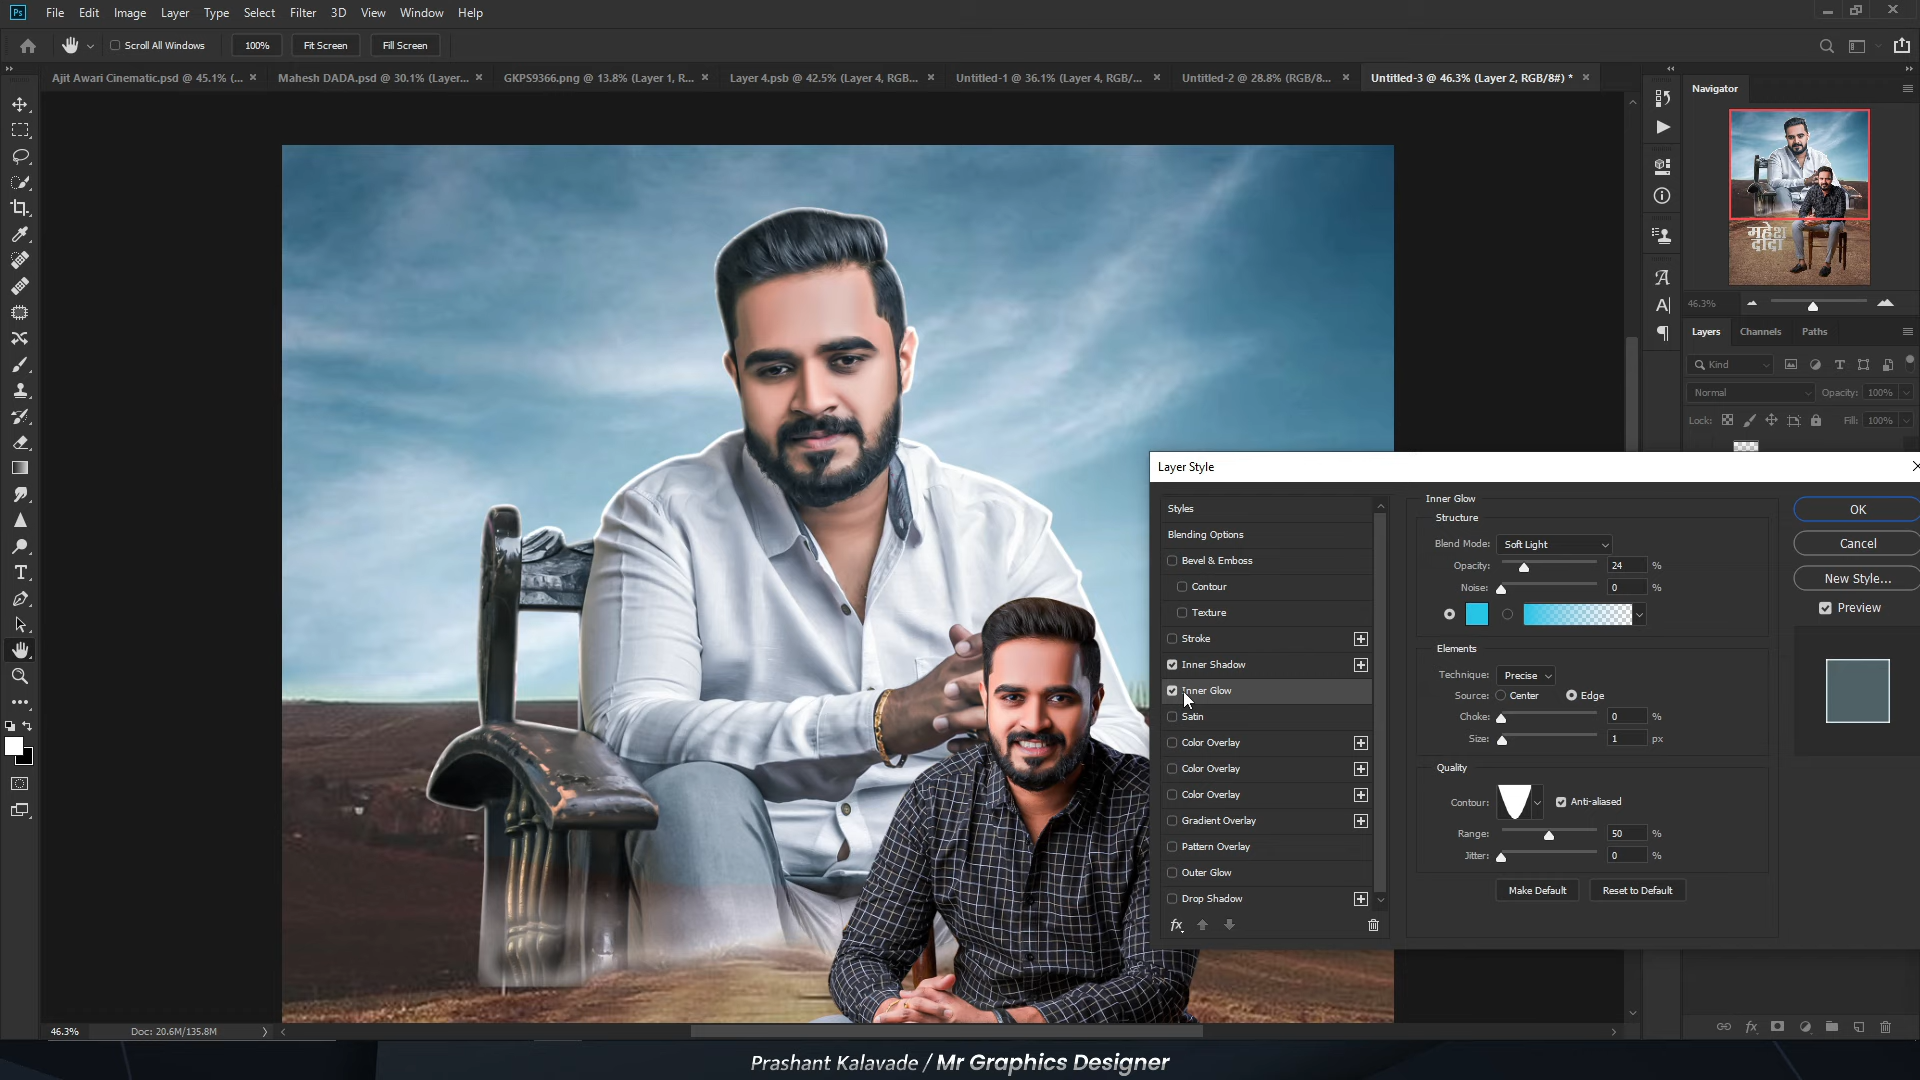 Ps File Edit Image Layer Type Select Filter 3D View Window Help
Scroll All Windows 100% Fit Screen Fill Screen
Ajit Awari Cinematic.psd @ 45.1% (...
Mahesh DADA.psd @ 30.1% (Layer...
GKPS9366.png @ 13.8% (Layer 1, R...
Layer 4.psb @ 42.5% (Layer 4, RGB...
Untitled-1 @ 36.1% (Layer 4, RGB/...
Untitled-2 @ 28.8% (RGB/8...
Untitled-3 @ 46.3% (Layer 2, RGB/8#) *
Navigator
महेश
दादा
46.3%
Layers Channels Paths
Kind
Normal Opacity: 100%
Lock: Fill: 100%
Layer Style
Styles
Blending Options
Bevel & Emboss
Contour
Texture
Stroke
Inner Shadow
Inner Glow
Satin
Color Overlay
Color Overlay
Color Overlay
Gradient Overlay
Pattern Overlay
Outer Glow
Drop Shadow
fx
Inner Glow
Structure
Blend Mode: Soft Light
Opacity: 24 %
Noise: 0 %
Elements
Technique: Precise
Source: Center Edge
Choke: 0 %
Size: 1 px
Quality
Contour: Anti-aliased
Range: 50 %
Jitter: 0 %
Make Default Reset to Default
OK
Cancel
New Style...
Preview
46.3% Doc: 20.6M/135.8M
fx
Prashant Kalavade / Mr Graphics Designer